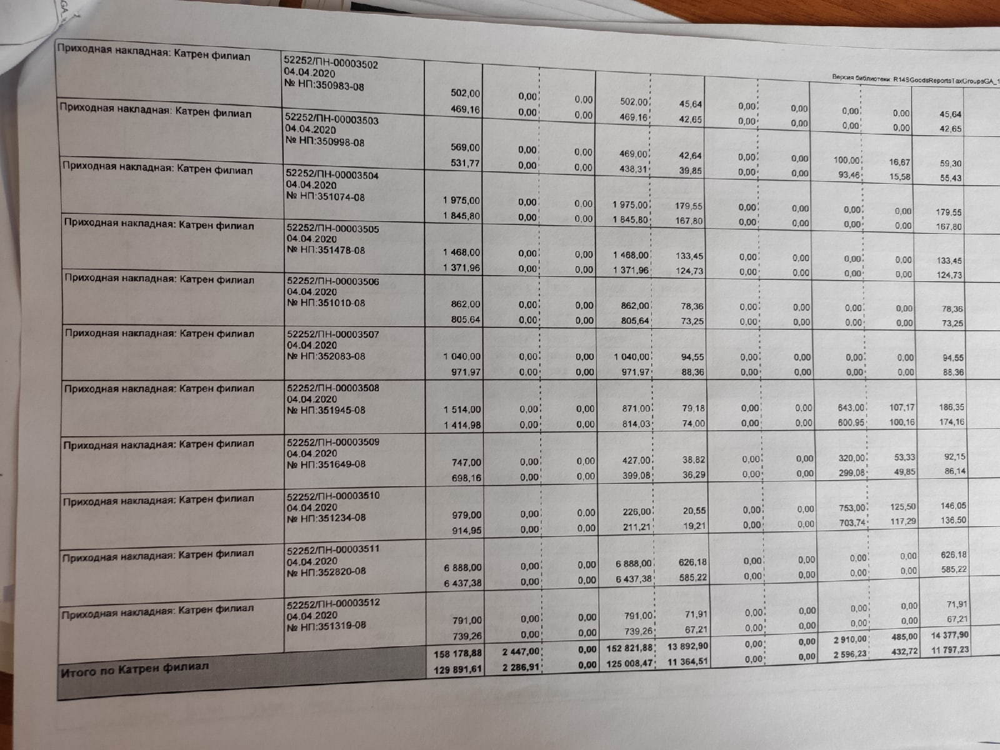 Версия библиотеки: R14SGoodsReportsTaxGroupsGA_1
Приходная накладная: Катрен филиал
52252/ПН-00003502
04.04.2020
№ НП:350983-08
502,00 0,00 0,00 502,00 45,64 0,00 0,00 0,00 0,00 45,64
469,16 0,00 0,00 469,16 42,65 0,00 0,00 0,00 0,00 42,65
Приходная накладная: Катрен филиал
52252/ПН-00003503
04.04.2020
№ НП:350998-08
569,00 0,00 0,00 469,00 42,64 0,00 0,00 100,00 16,67 59,30
531,77 0,00 0,00 438,31 39,85 0,00 0,00 93,46 15,58 55,43
Приходная накладная: Катрен филиал
52252/ПН-00003504
04.04.2020
№ НП:351074-08
1 975,00 0,00 0,00 1 975,00 179,55 0,00 0,00 0,00 0,00 179,55
1 845,80 0,00 0,00 1 845,80 167,80 0,00 0,00 0,00 0,00 167,80
Приходная накладная: Катрен филиал
52252/ПН-00003505
04.04.2020
№ НП:351478-08
1 468,00 0,00 0,00 1 468,00 133,45 0,00 0,00 0,00 0,00 133,45
1 371,96 0,00 0,00 1 371,96 124,73 0,00 0,00 0,00 0,00 124,73
Приходная накладная: Катрен филиал
52252/ПН-00003506
04.04.2020
№ НП:351010-08
862,00 0,00 0,00 862,00 78,36 0,00 0,00 0,00 0,00 78,36
805,64 0,00 0,00 805,64 73,25 0,00 0,00 0,00 0,00 73,25
Приходная накладная: Катрен филиал
52252/ПН-00003507
04.04.2020
№ НП:352083-08
1 040,00 0,00 0,00 1 040,00 94,55 0,00 0,00 0,00 0,00 94,55
971,97 0,00 0,00 971,97 88,36 0,00 0,00 0,00 0,00 88,36
Приходная накладная: Катрен филиал
52252/ПН-00003508
04.04.2020
№ НП:351945-08
1 514,00 0,00 0,00 871,00 79,18 0,00 0,00 643,00 107,17 186,35
1 414,98 0,00 0,00 814,03 74,00 0,00 0,00 600,95 100,16 174,16
Приходная накладная: Катрен филиал
52252/ПН-00003509
04.04.2020
№ НП:351649-08
747,00 0,00 0,00 427,00 38,82 0,00 0,00 320,00 53,33 92,15
698,16 0,00 0,00 399,08 36,29 0,00 0,00 299,08 49,85 86,14
Приходная накладная: Катрен филиал
52252/ПН-00003510
04.04.2020
№ НП:351234-08
979,00 0,00 0,00 226,00 20,55 0,00 0,00 753,00 125,50 146,05
914,95 0,00 0,00 211,21 19,21 0,00 0,00 703,74 117,29 136,50
Приходная накладная: Катрен филиал
52252/ПН-00003511
04.04.2020
№ НП:352820-08
6 888,00 0,00 0,00 6 888,00 626,18 0,00 0,00 0,00 0,00 626,18
6 437,38 0,00 0,00 6 437,38 585,22 0,00 0,00 0,00 0,00 585,22
Приходная накладная: Катрен филиал
52252/ПН-00003512
04.04.2020
№ НП:351319-08
791,00 0,00 0,00 791,00 71,91 0,00 0,00 0,00 0,00 71,91
739,26 0,00 0,00 739,26 67,21 0,00 0,00 0,00 0,00 67,21
Итого по Катрен филиал
158 178,88 2 447,00 0,00 152 821,88 13 892,90 0,00 0,00 2 910,00 485,00 14 377,90
129 891,61 2 286,91 0,00 125 008,47 11 364,51 0,00 0,00 2 596,23 432,72 11 797,23